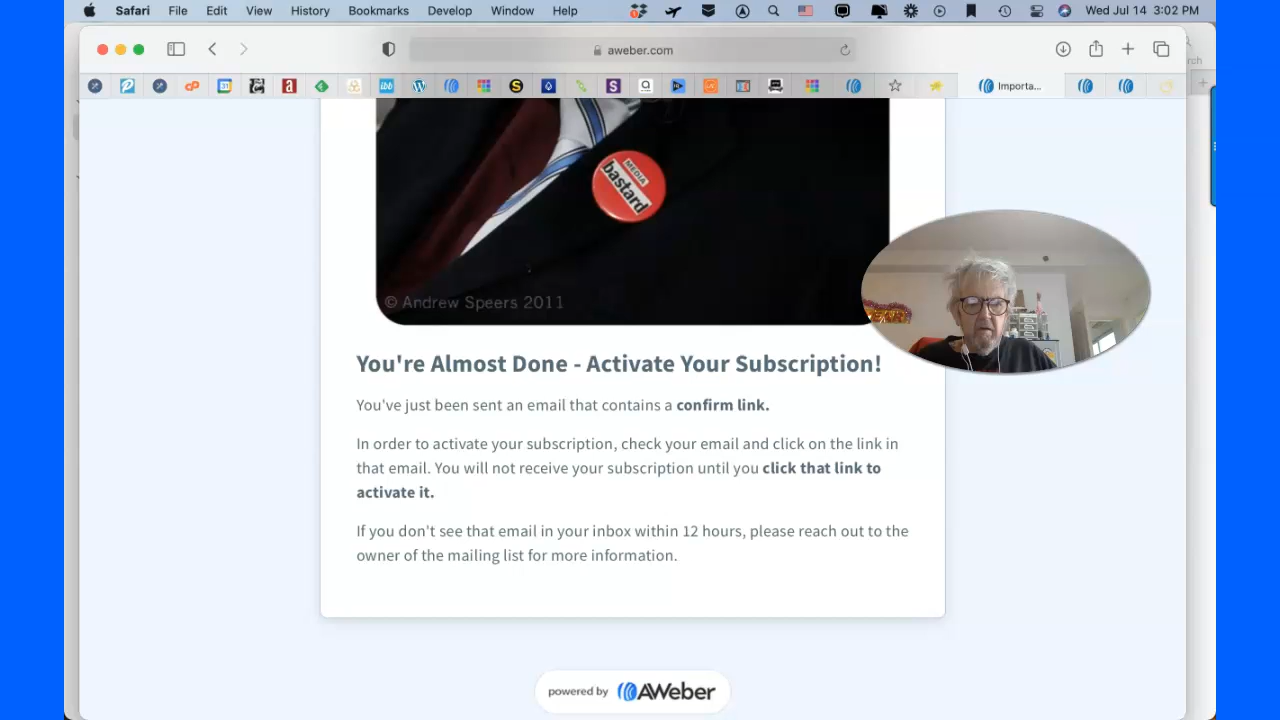 Safari File Edit View History Bookmarks Develop Window Help Wed Jul 14 3:02 PM
aweber.com
Importa...
MEDIA
bastard
© Andrew Speers 2011
You're Almost Done - Activate Your Subscription!
You've just been sent an email that contains a confirm link.
In order to activate your subscription, check your email and click on the link in
that email. You will not receive your subscription until you click that link to
activate it.
If you don't see that email in your inbox within 12 hours, please reach out to the
owner of the mailing list for more information.
powered by AWeber